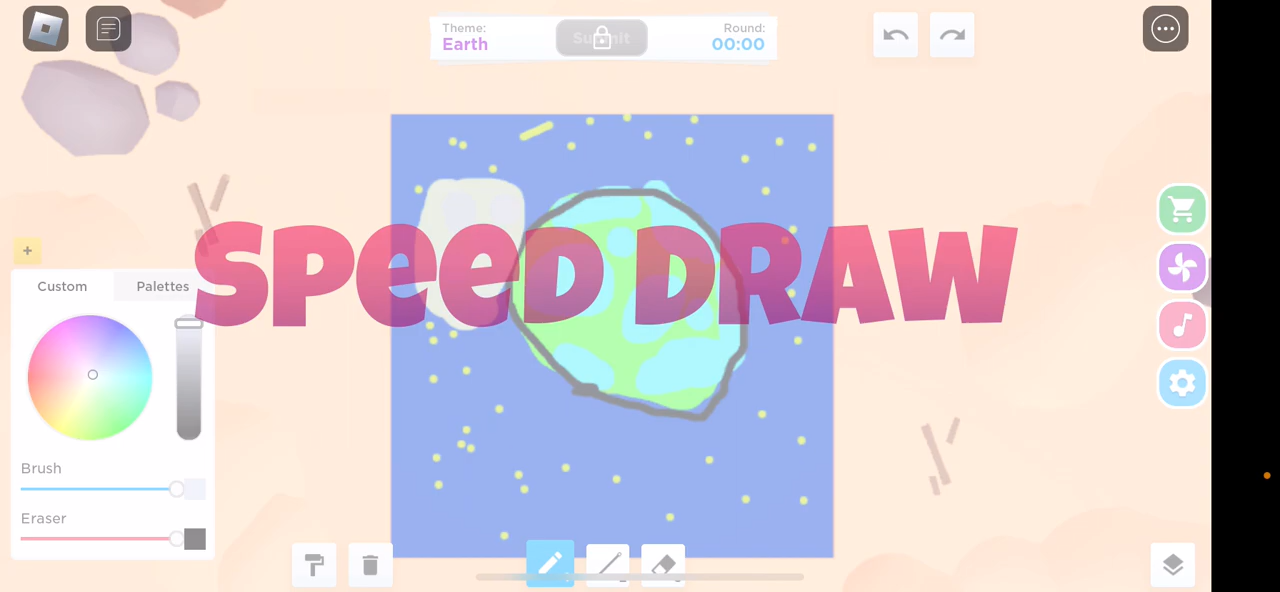 Theme:
Earth
Submit
Round:
00:00
SPeeD DRAW
Custom
Palettes
Brush
Eraser